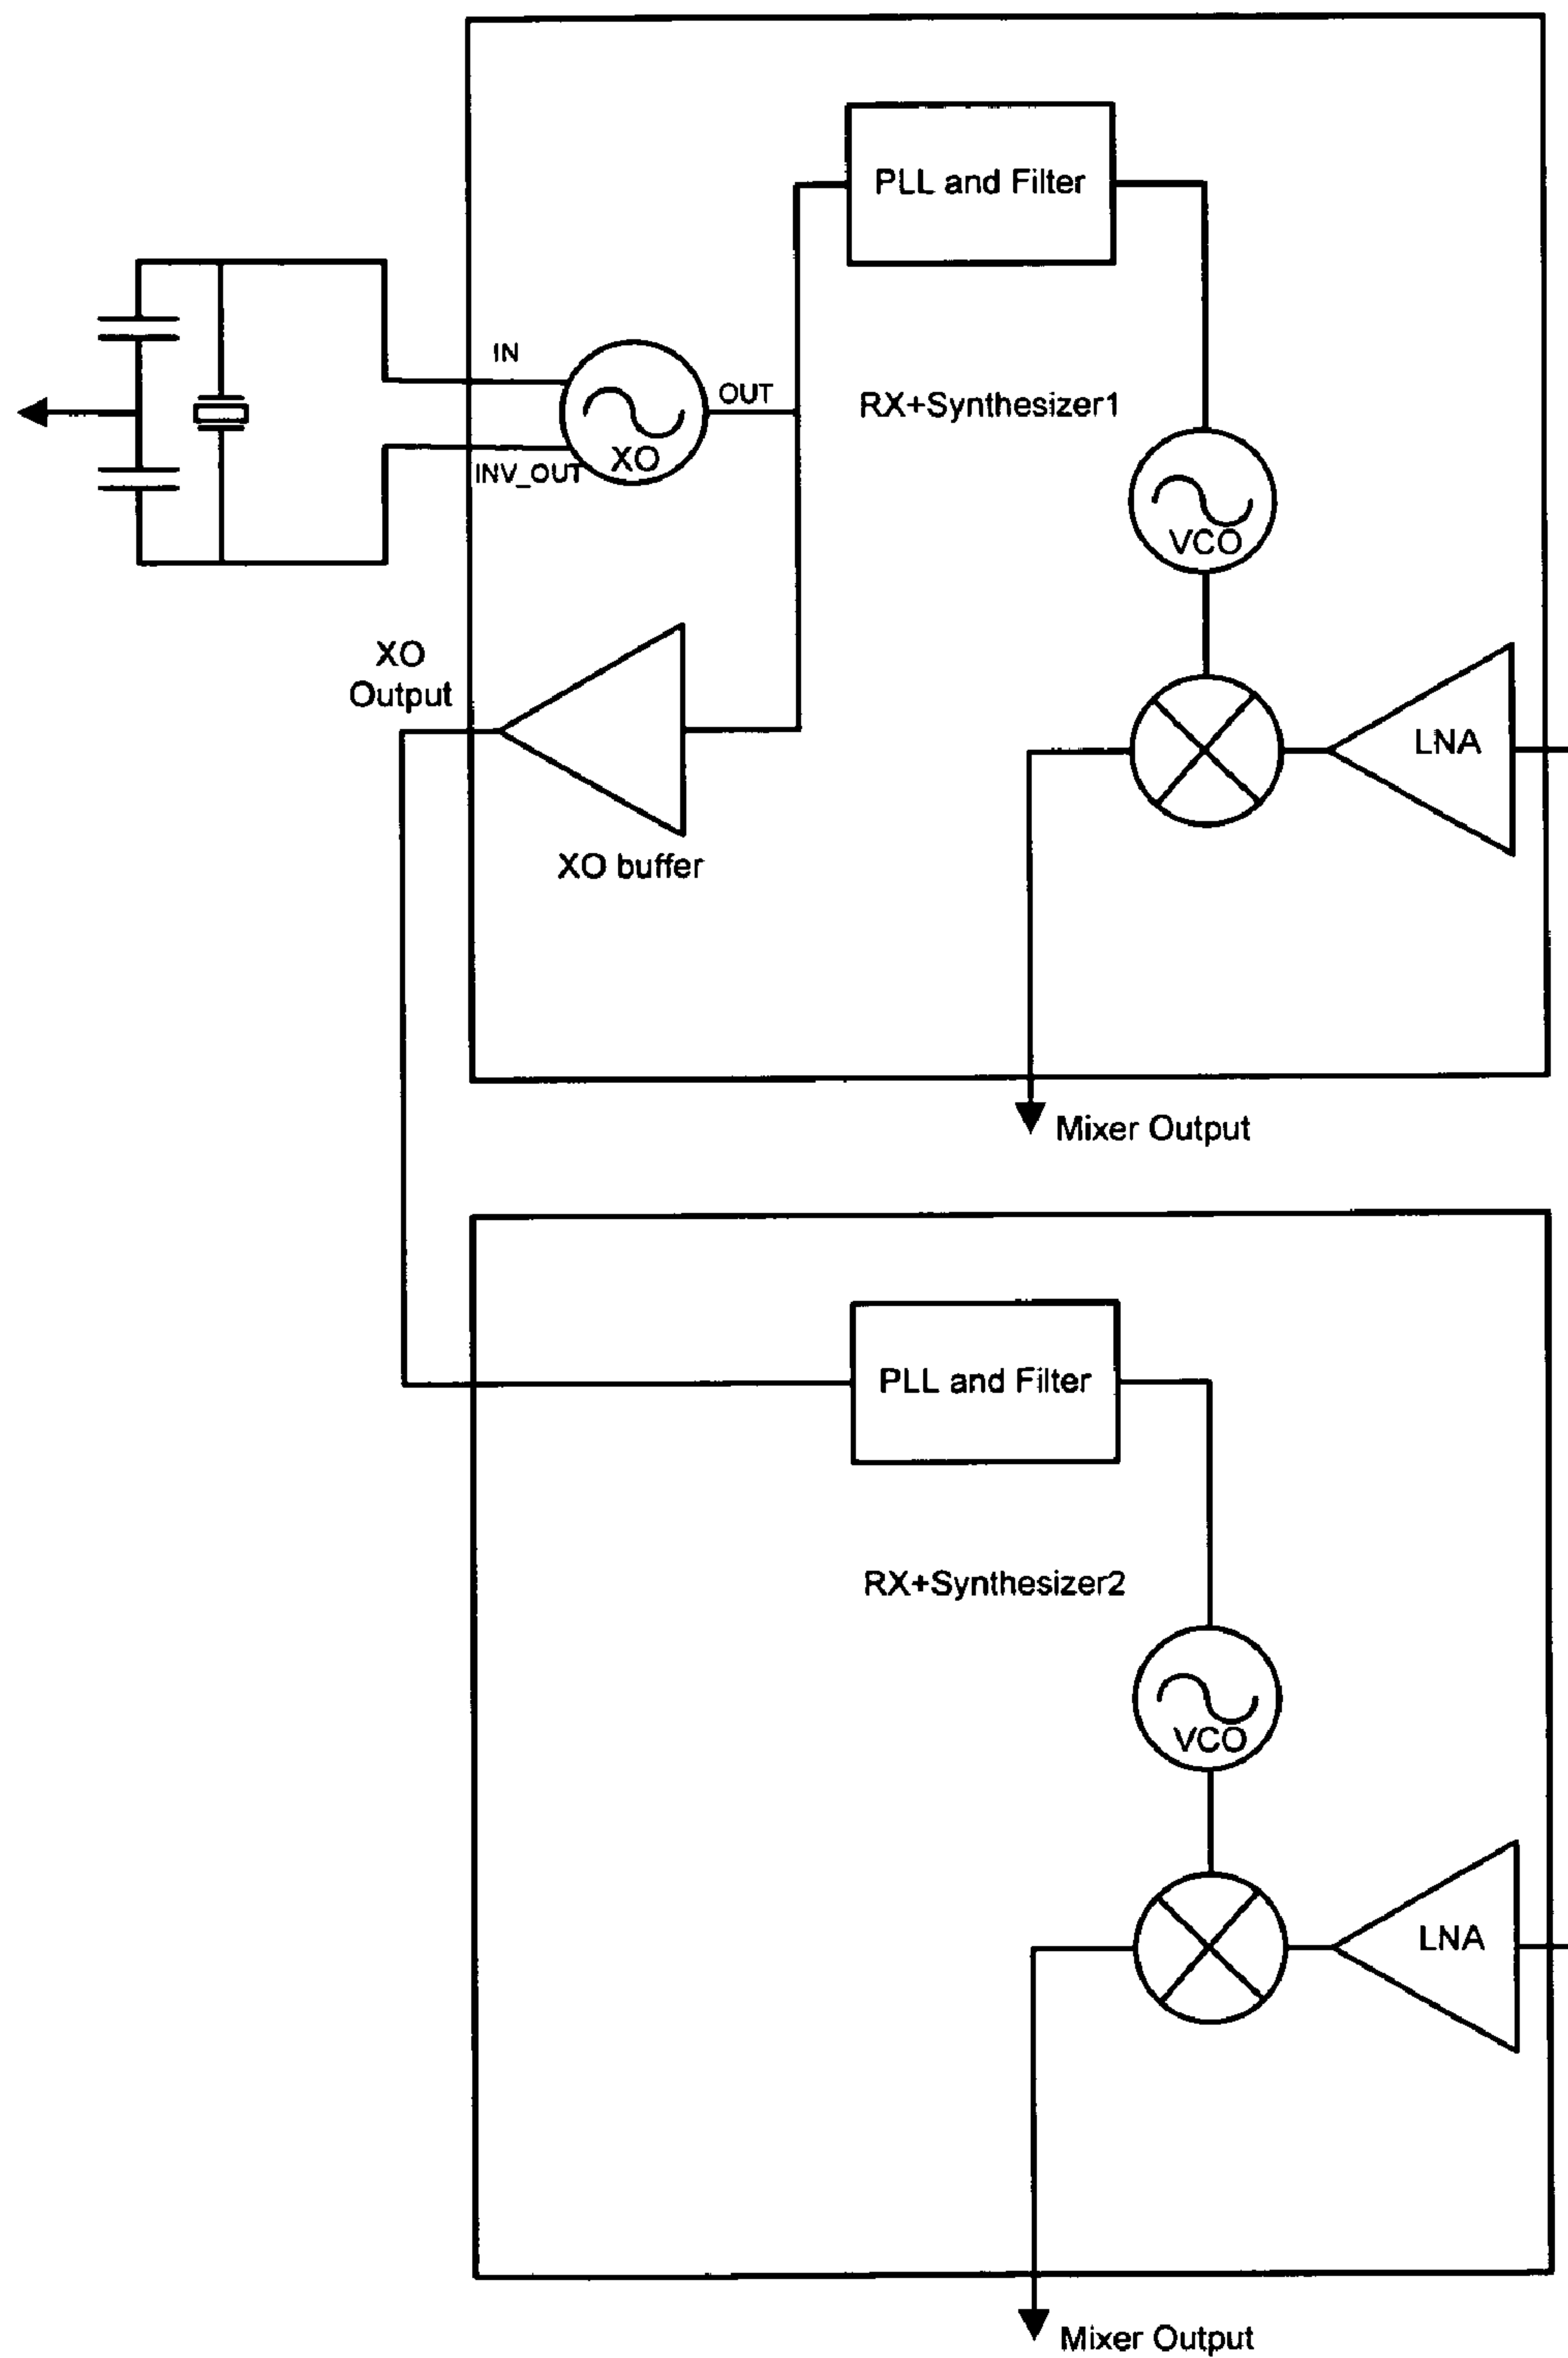 PLL and Filter
IN
OUT
RX+Synthesizer1
INV_OUT
XO
VCO
XO
Output
LNA
XO buffer
Mixer Output
PLL and Filter
RX+Synthesizer2
VCO
LNA
Mixer Output